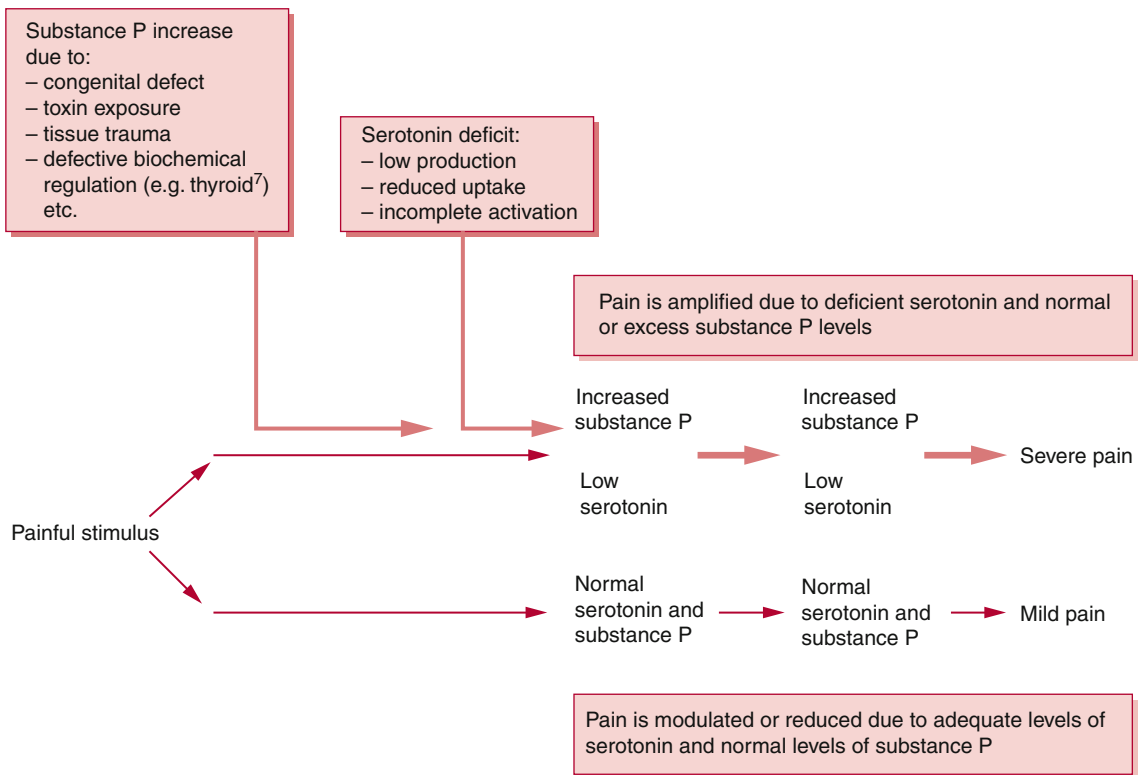 Substance P increase
due to:
– congenital defect
– toxin exposure
– tissue trauma
– defective biochemical
regulation (e.g. thyroid⁷)
etc.
Serotonin deficit:
– low production
– reduced uptake
– incomplete activation
Pain is amplified due to deficient serotonin and normal
or excess substance P levels
Increased
substance P
Low
serotonin
Increased
substance P
Low
serotonin
Severe pain
Painful stimulus
Normal
serotonin and
substance P
Normal
serotonin and
substance P
Mild pain
Pain is modulated or reduced due to adequate levels of
serotonin and normal levels of substance P